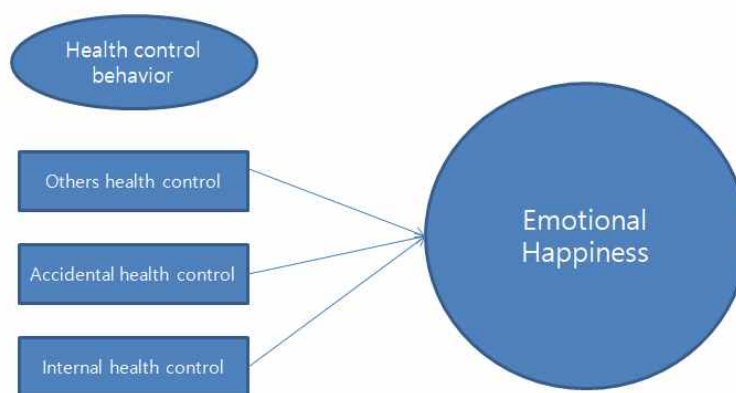 Health control
behavior
Others health control
Accidental health control
Internal health control
Emotional
Happiness